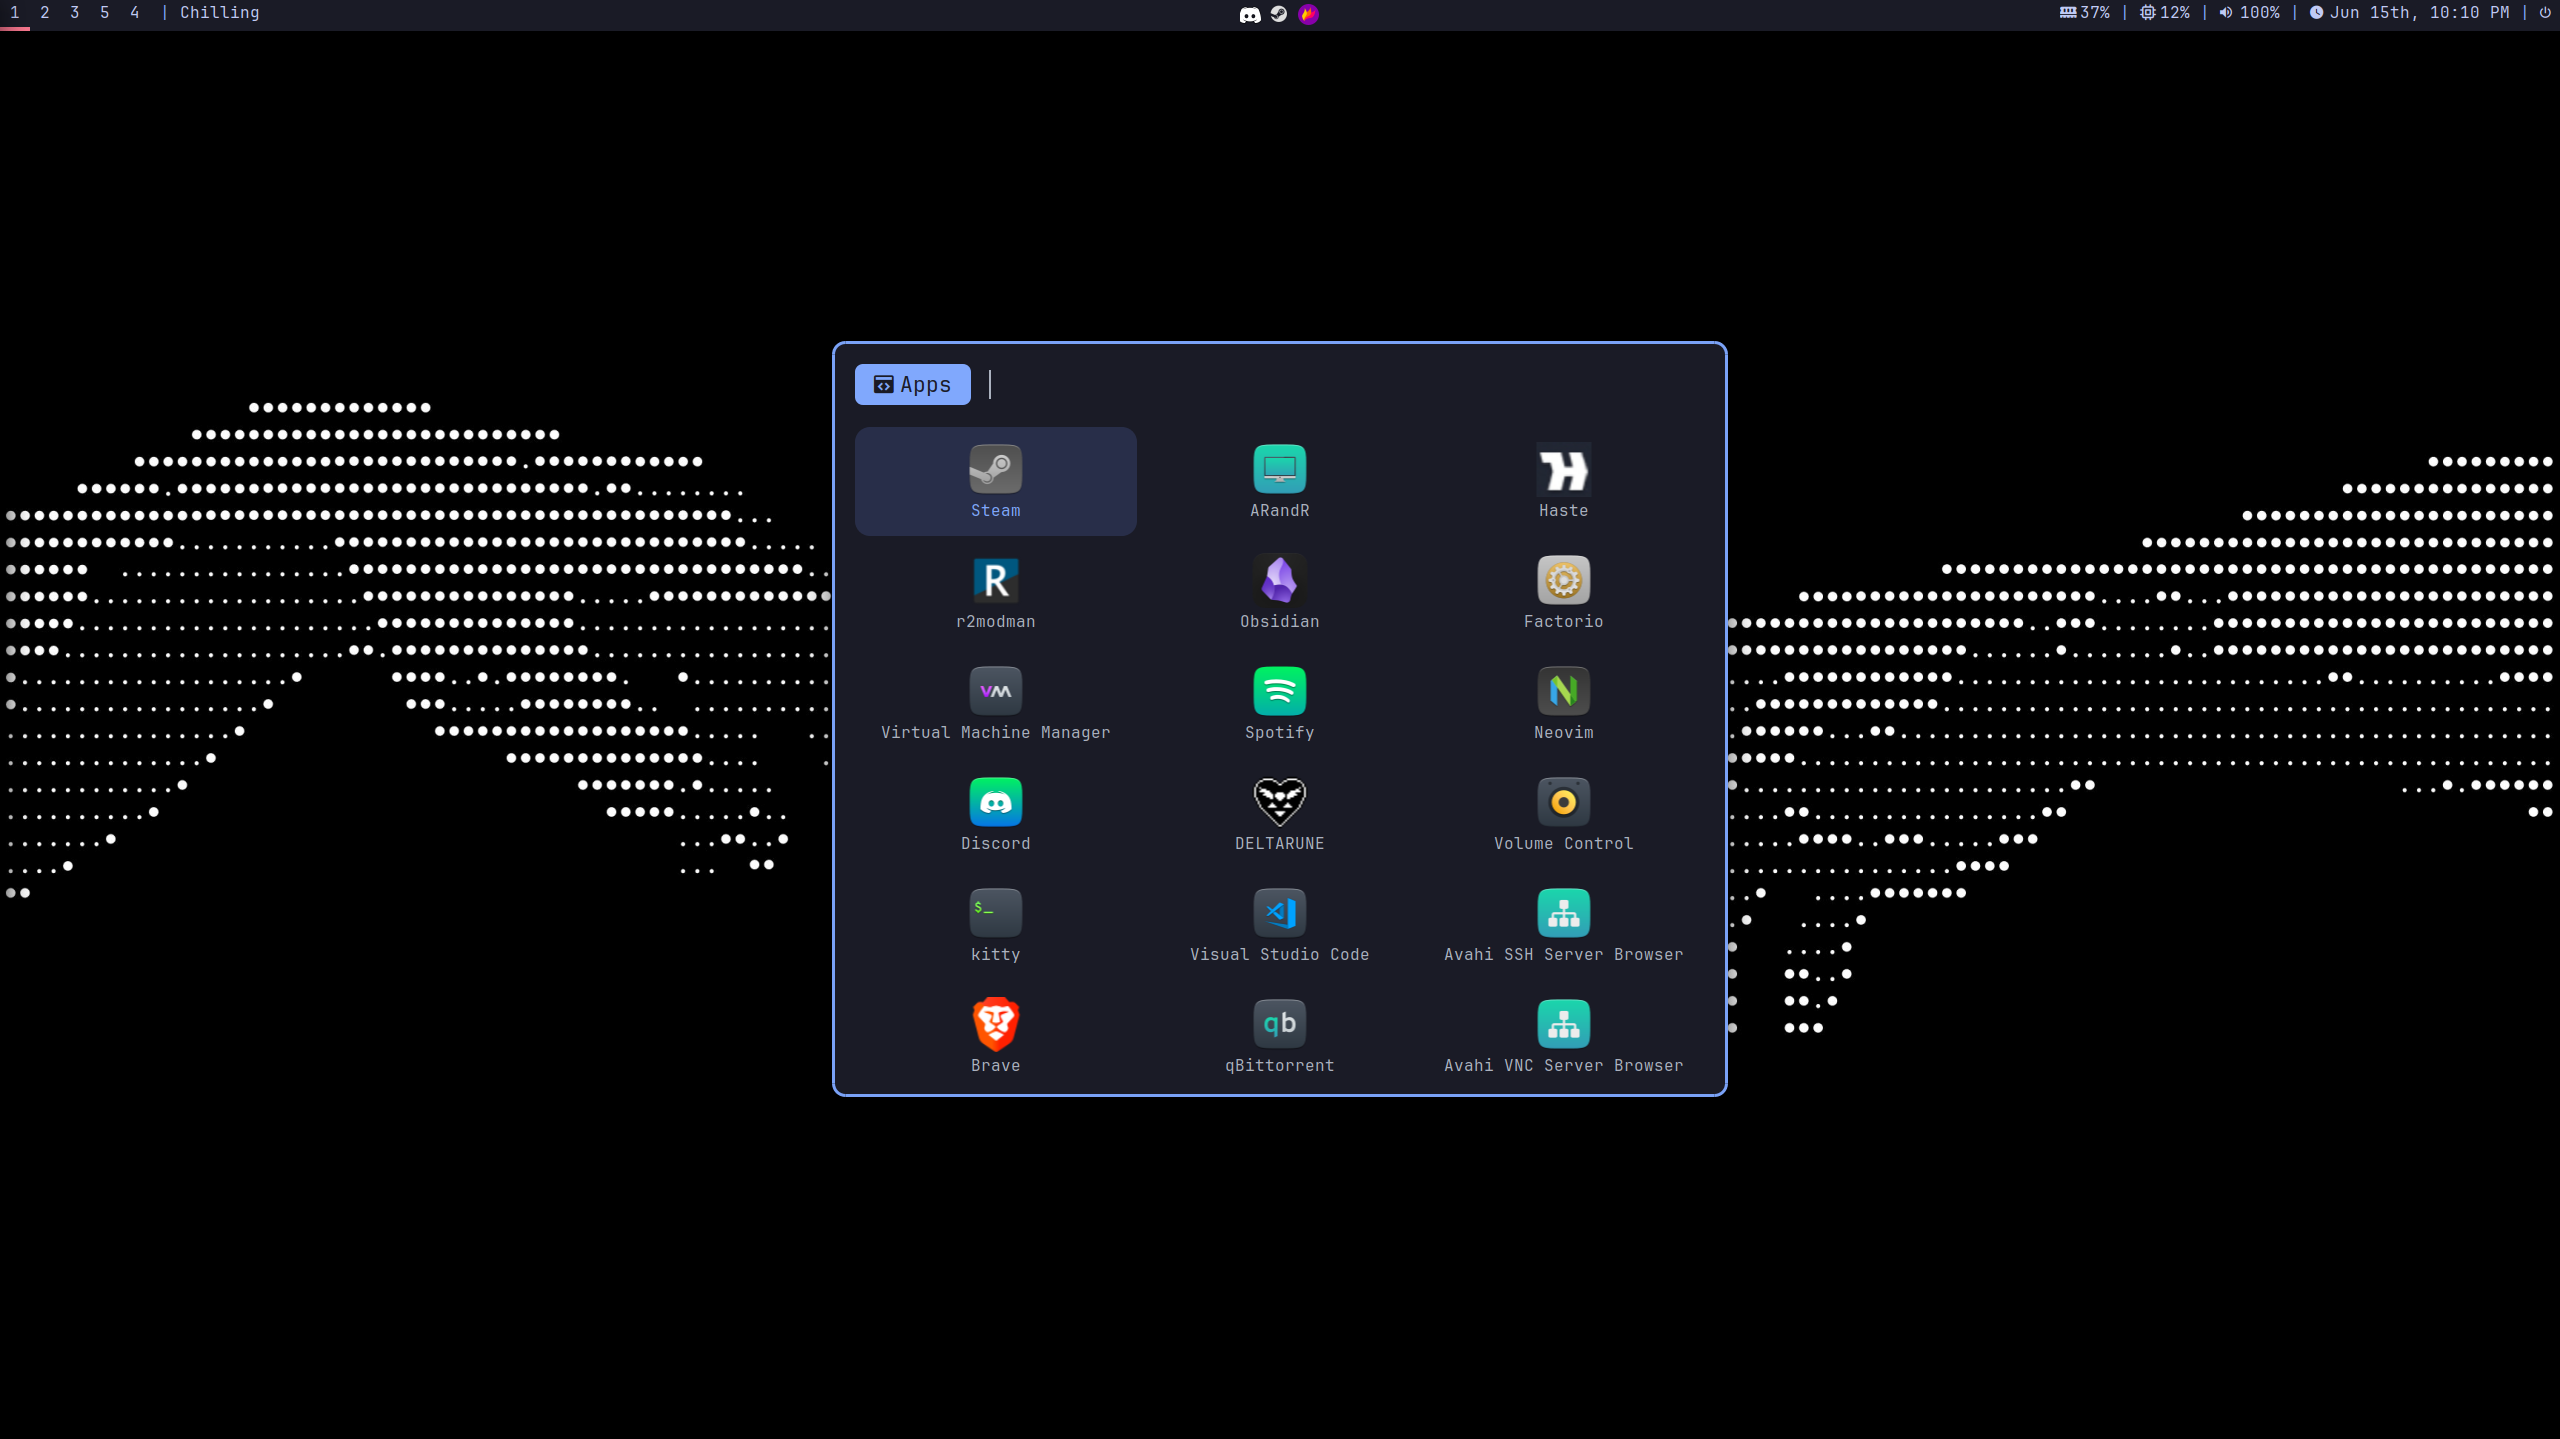 1 2 3 5 4 | Chilling
37% | 12% | 100% | Jun 15th, 10:10 PM |
Apps
Steam ARandR Haste
r2modman Obsidian Factorio
Virtual Machine Manager Spotify Neovim
Discord DELTARUNE Volume Control
kitty Visual Studio Code Avahi SSH Server Browser
Brave qBittorrent Avahi VNC Server Browser